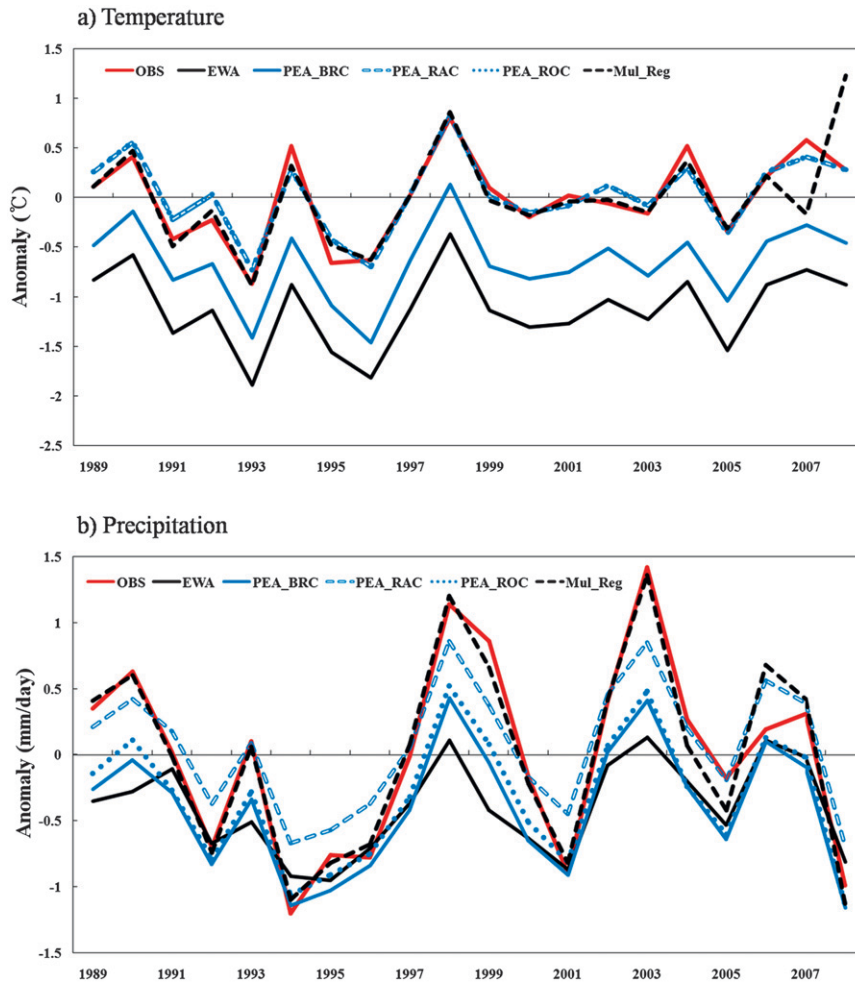 a) Temperature
1.5
OBS EWA PEA_BRC PEA_RAC PEA_ROC Mul_Reg
1
0.5
0
-0.5
-1
-1.5
-2
-2.5
Anomaly (℃)
1989 1991 1993 1995 1997 1999 2001 2003 2005 2007
b) Precipitation
1.5
OBS EWA PEA_BRC PEA_RAC PEA_ROC Mul_Reg
1
0.5
0
-0.5
-1
-1.5
Anomaly (mm/day)
1989 1991 1993 1995 1997 1999 2001 2003 2005 2007